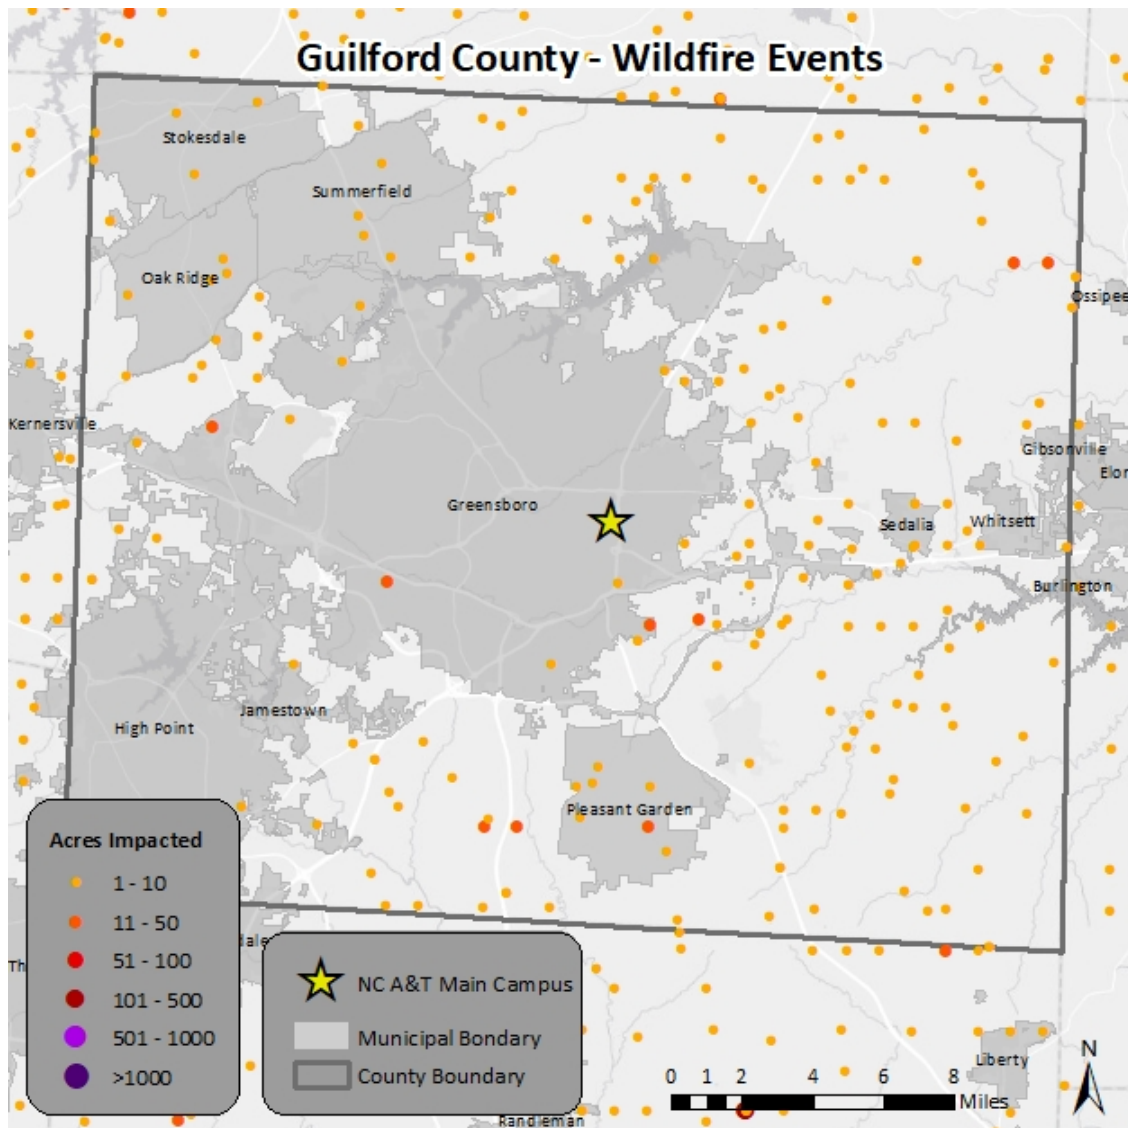 Guilford County - Wildfire Events
Stokesdale
Summerfield
Oak Ridge
Ossipee
Kernersville
Gibsonville
Elon
Greensboro
Sedalia
Whitsett
Burlington
Jamestown
High Point
Pleasant Garden
Acres Impacted
1 - 10
11 - 50
51 - 100
101 - 500
501 - 1000
>1000
dale
Th
NC A&T Main Campus
Municipal Bondary
County Boundary
Liberty
N
0 1 2 4 6 8
Miles
Randleman